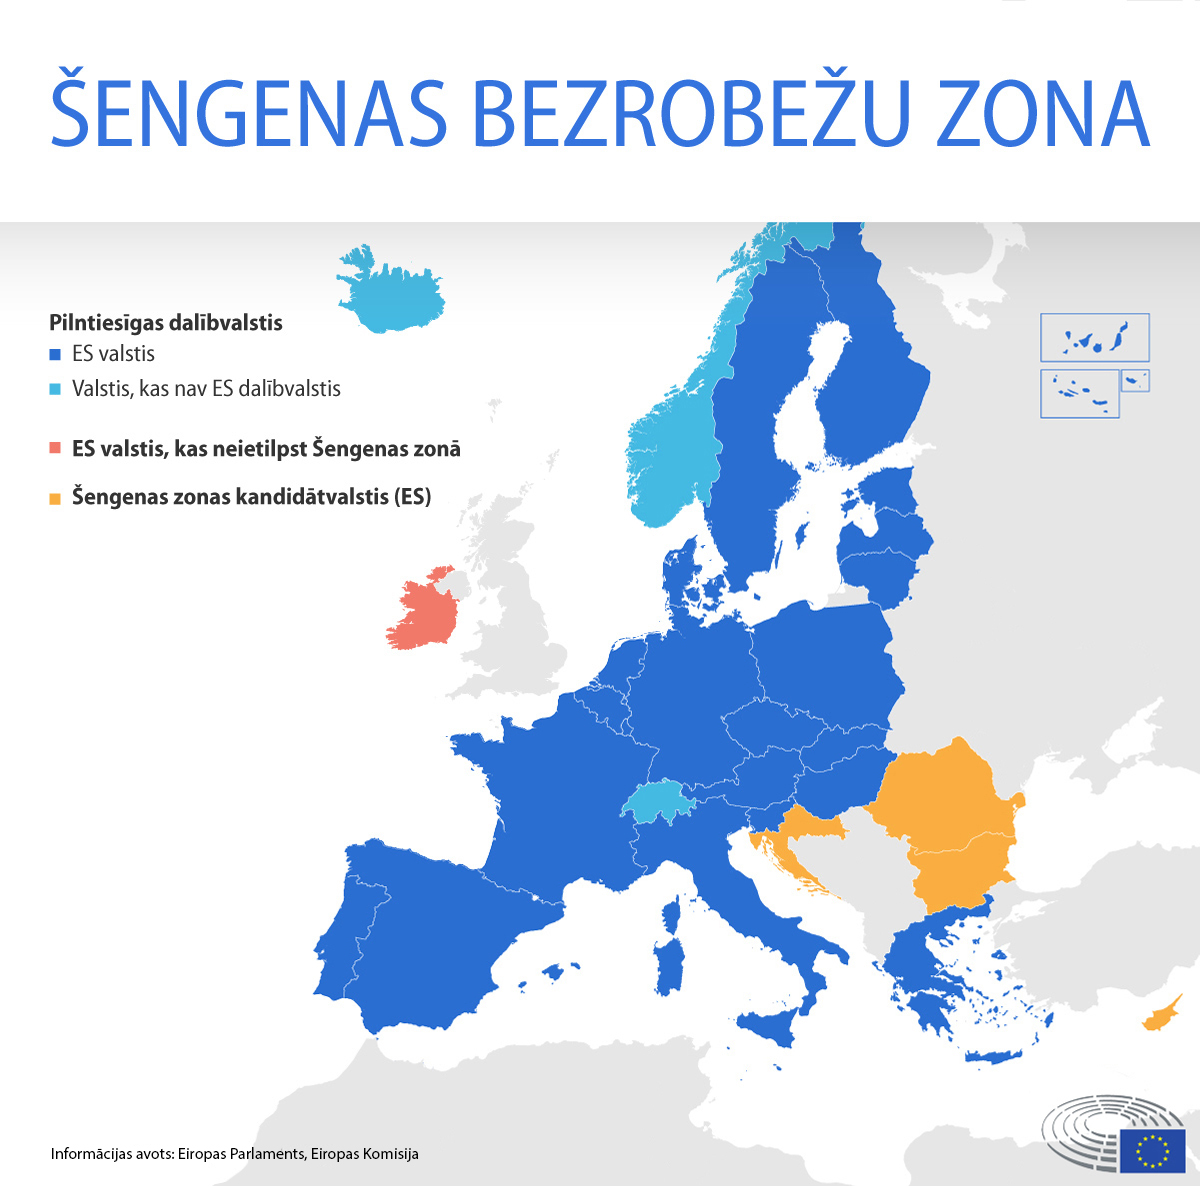 ŠENGENAS BEZROBEŽU ZONA
Pilntiesīgas dalībvalstis
ES valstis
Valstis, kas nav ES dalībvalstis
ES valstis, kas neietilpst Šengenas zonā
Šengenas zonas kandidātvalstis (ES)
Informācijas avots: Eiropas Parlaments, Eiropas Komisija